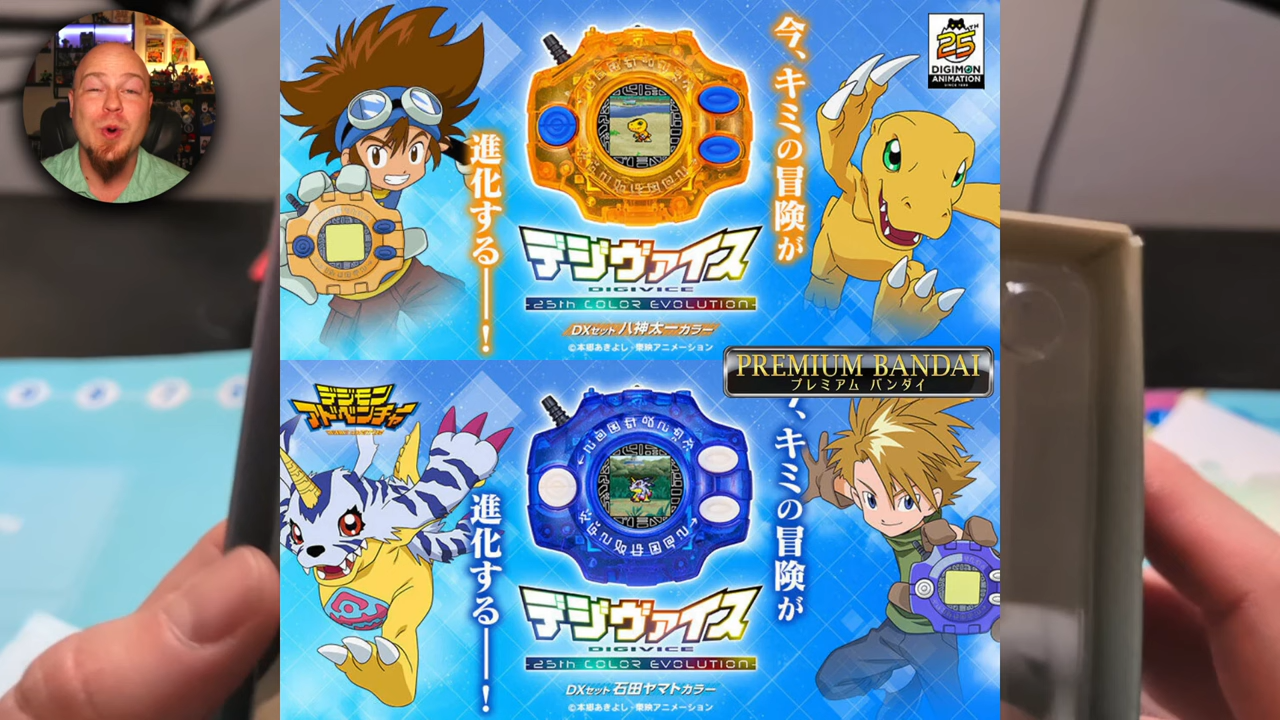 今、キミの冒険が
進化する——！
25TH
DIGIMON
ANIMATION
SINCE 1999
デジヴァイス
DIGIVICE
-25th COLOR EVOLUTION-
DXセット 八神太一カラー
©本郷あきよし・東映アニメーション
PREMIUM BANDAI
プレミアム バンダイ
デジモン
アドベンチャー
、キミの冒険が
進化する——！
デジヴァイス
DIGIVICE
-25th COLOR EVOLUTION-
DXセット 石田ヤマトカラー
©本郷あきよし・東映アニメーション